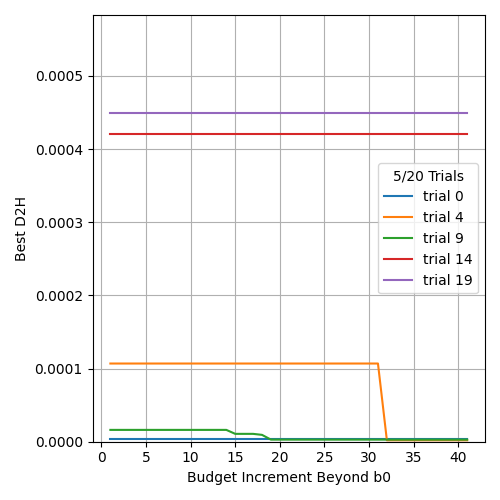 0.0005
0.0004
0.0003
0.0002
0.0001
0.0000
Best D2H
5/20 Trials
trial 0
trial 4
trial 9
trial 14
trial 19
0 5 10 15 20 25 30 35 40
Budget Increment Beyond b0